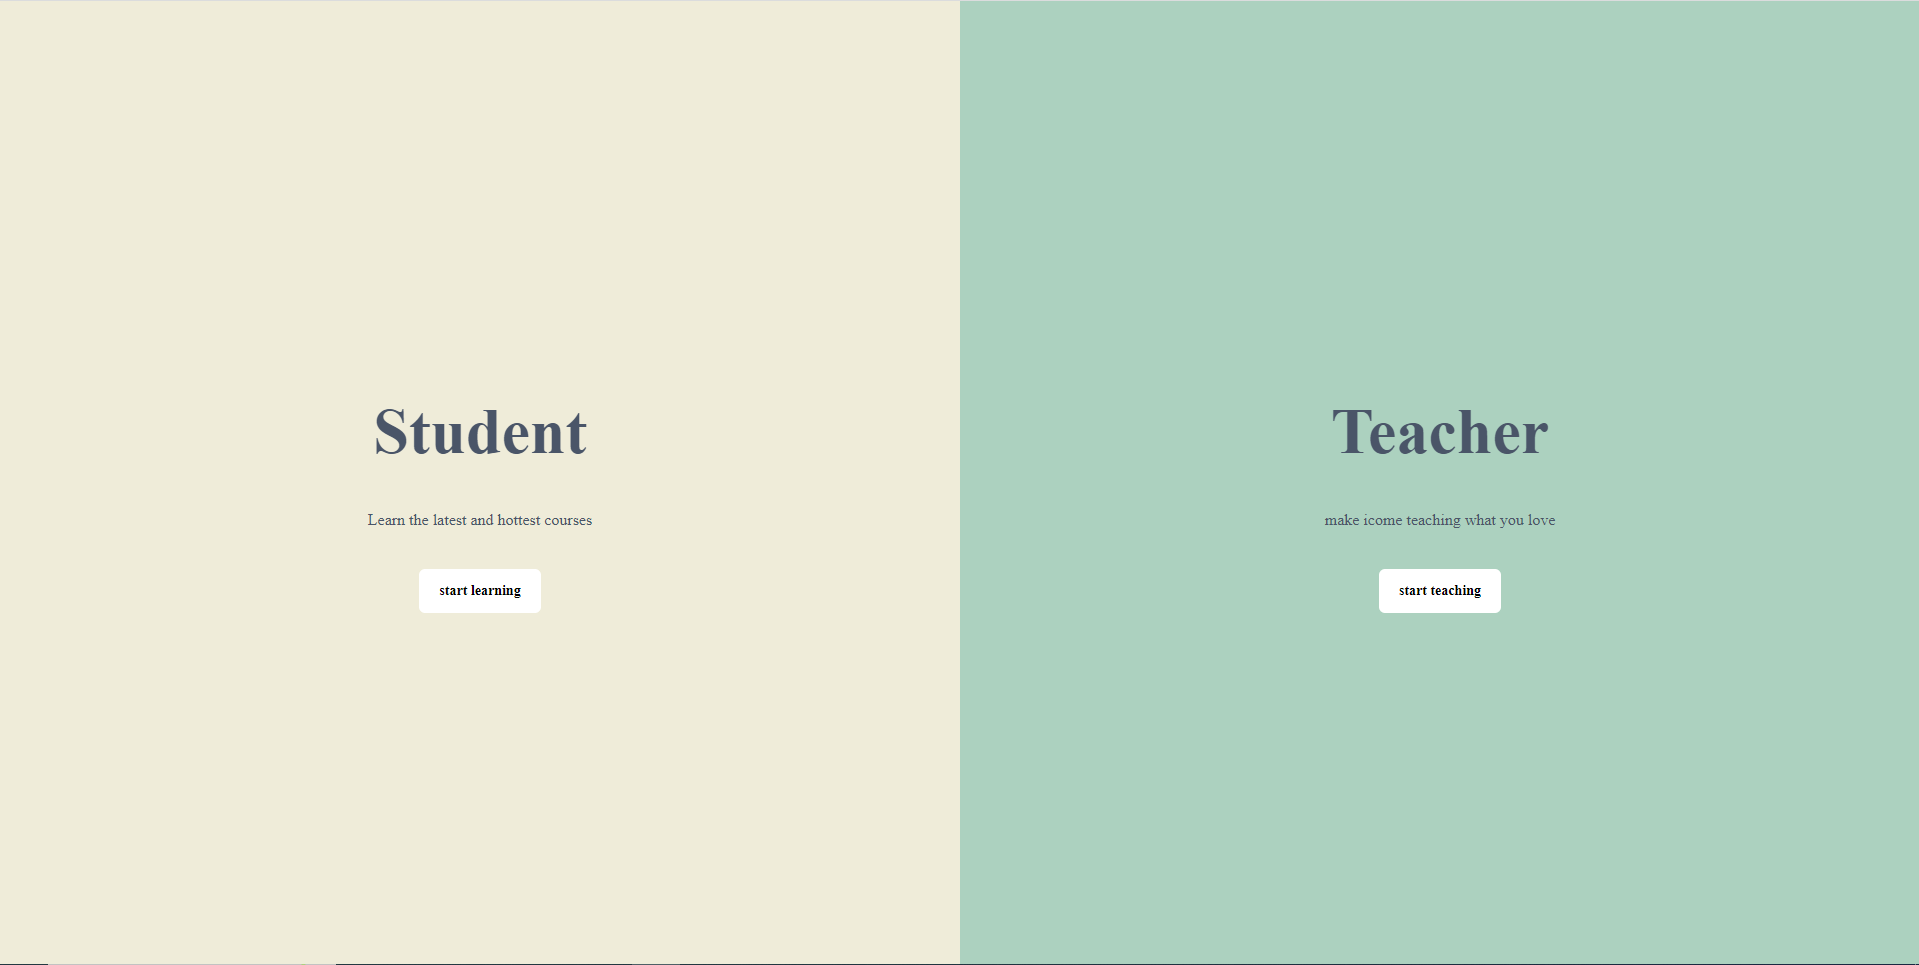 Student
Learn the latest and hottest courses
start learning
Teacher
make icome teaching what you love
start teaching